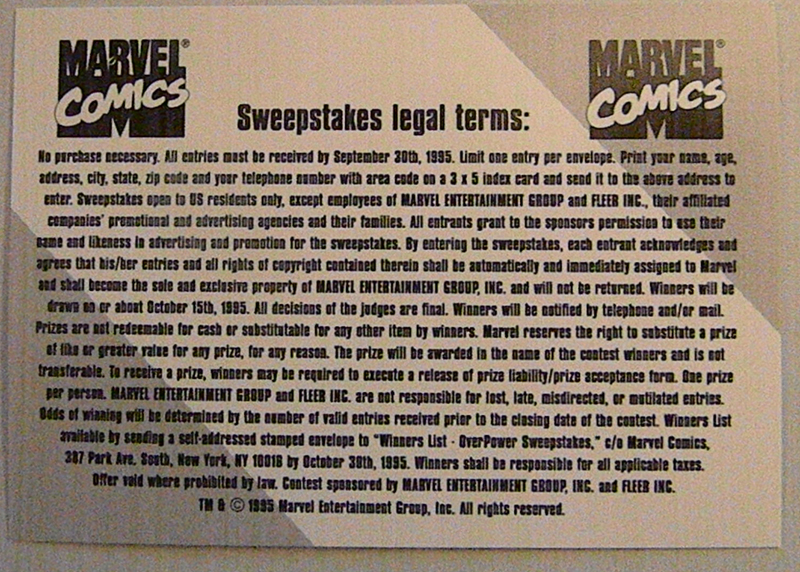 MARVEL® COMICS M
MARVEL® COMICS M
Sweepstakes legal terms:
No purchase necessary. All entries must be received by September 30th, 1995. Limit one entry per envelope. Print your name, age,
address, city, state, zip code and your telephone number with area code on a 3 x 5 index card and send it to the above address to
enter. Sweepstakes open to US residents only, except employees of MARVEL ENTERTAINMENT GROUP and FLEER INC., their affiliated
companies' promotional and advertising agencies and their families. All entrants grant to the sponsors permission to use their
name and likeness in advertising and promotion for the sweepstakes. By entering the sweepstakes, each entrant acknowledges and
agrees that his/her entries and all rights of copyright contained therein shall be automatically and immediately assigned to Marvel
and shall become the sole and exclusive property of MARVEL ENTERTAINMENT GROUP, INC. and will not be returned. Winners will be
drawn on or about October 15th, 1995. All decisions of the judges are final. Winners will be notified by telephone and/or mail.
Prizes are not redeemable for cash or substitutable for any other item by winners. Marvel reserves the right to substitute a prize
of like or greater value for any prize, for any reason. The prize will be awarded in the name of the contest winners and is not
transferable. To receive a prize, winners may be required to execute a release of prize liability/prize acceptance form. One prize
per person. MARVEL ENTERTAINMENT GROUP and FLEER INC. are not responsible for lost, late, misdirected, or mutilated entries.
Odds of winning will be determined by the number of valid entries received prior to the closing date of the contest. Winners List
available by sending a self-addressed stamped envelope to "Winners List - OverPower Sweepstakes," c/o Marvel Comics,
387 Park Ave. South, New York, NY 10016 by October 30th, 1995. Winners shall be responsible for all applicable taxes.
Offer void where prohibited by law. Contest sponsored by MARVEL ENTERTAINMENT GROUP, INC. and FLEER INC.
TM & © 1995 Marvel Entertainment Group, Inc. All rights reserved.